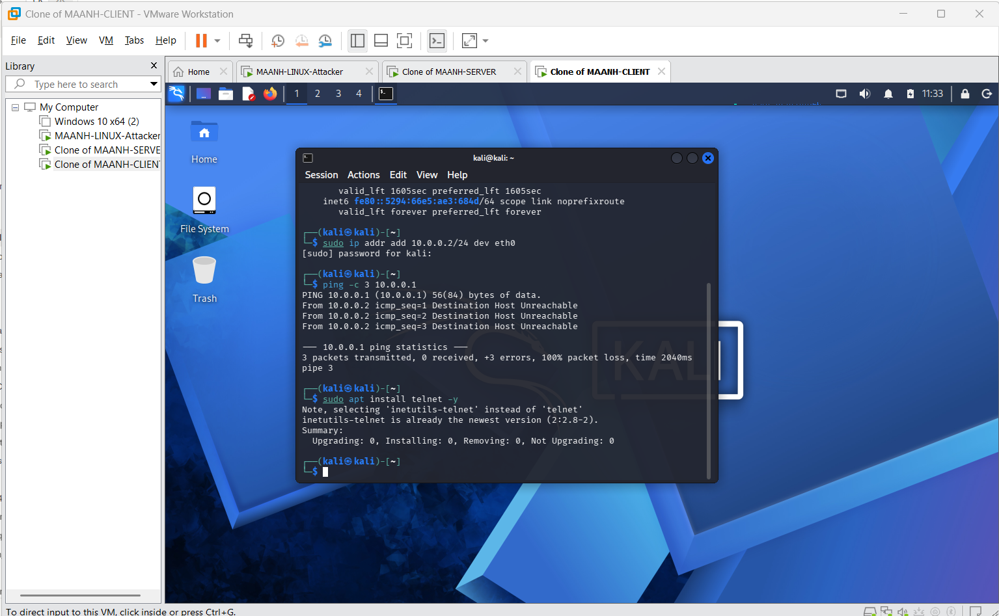 Clone of MAANH-CLIENT - VMware Workstation
File Edit View VM Tabs Help
Library
Type here to search
My Computer
Windows 10 x64 (2)
MAANH-LINUX-Attacker
Clone of MAANH-SERVE
Clone of MAANH-CLIEN
Home
MAANH-LINUX-Attacker
Clone of MAANH-SERVER
Clone of MAANH-CLIENT
1 2 3 4
11:33
Home
File System
Trash
kali@kali: ~
Session Actions Edit View Help
valid_lft 1605sec preferred_lft 1605sec
inet6 fe80::5294:66e5:ae3:684d/64 scope link noprefixroute
valid_lft forever preferred_lft forever
┌──(kali㉿kali)-[~]
└─$ sudo ip addr add 10.0.0.2/24 dev eth0
[sudo] password for kali:
┌──(kali㉿kali)-[~]
└─$ ping -c 3 10.0.0.1
PING 10.0.0.1 (10.0.0.1) 56(84) bytes of data.
From 10.0.0.2 icmp_seq=1 Destination Host Unreachable
From 10.0.0.2 icmp_seq=2 Destination Host Unreachable
From 10.0.0.2 icmp_seq=3 Destination Host Unreachable
--- 10.0.0.1 ping statistics ---
3 packets transmitted, 0 received, +3 errors, 100% packet loss, time 2040ms
pipe 3
┌──(kali㉿kali)-[~]
└─$ sudo apt install telnet -y
Note, selecting 'inetutils-telnet' instead of 'telnet'
inetutils-telnet is already the newest version (2:2.8-2).
Summary:
Upgrading: 0, Installing: 0, Removing: 0, Not Upgrading: 0
┌──(kali㉿kali)-[~]
└─$
KALI
To direct input to this VM, click inside or press Ctrl+G.